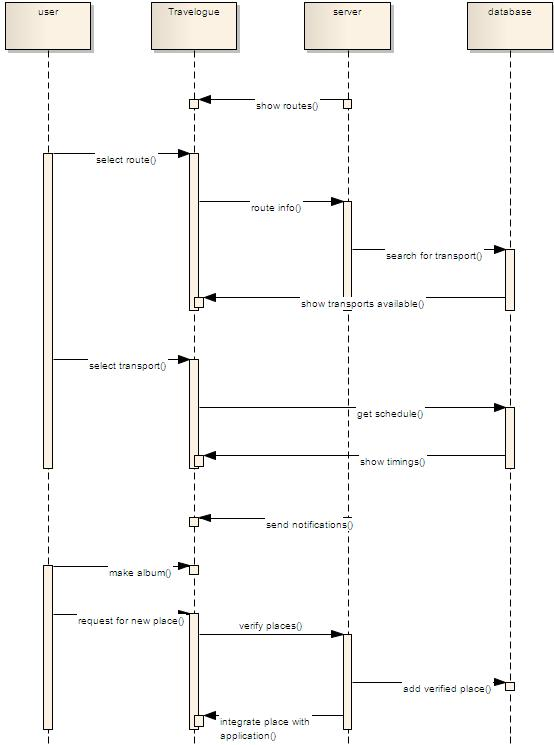 user
Travelogue
server
database
show routes()
select route()
route info()
search for transport()
show transports available()
select transport()
get schedule()
show timings()
send notifications()
make album()
request for new place()
verify places()
add verified place()
integrate place with
application()